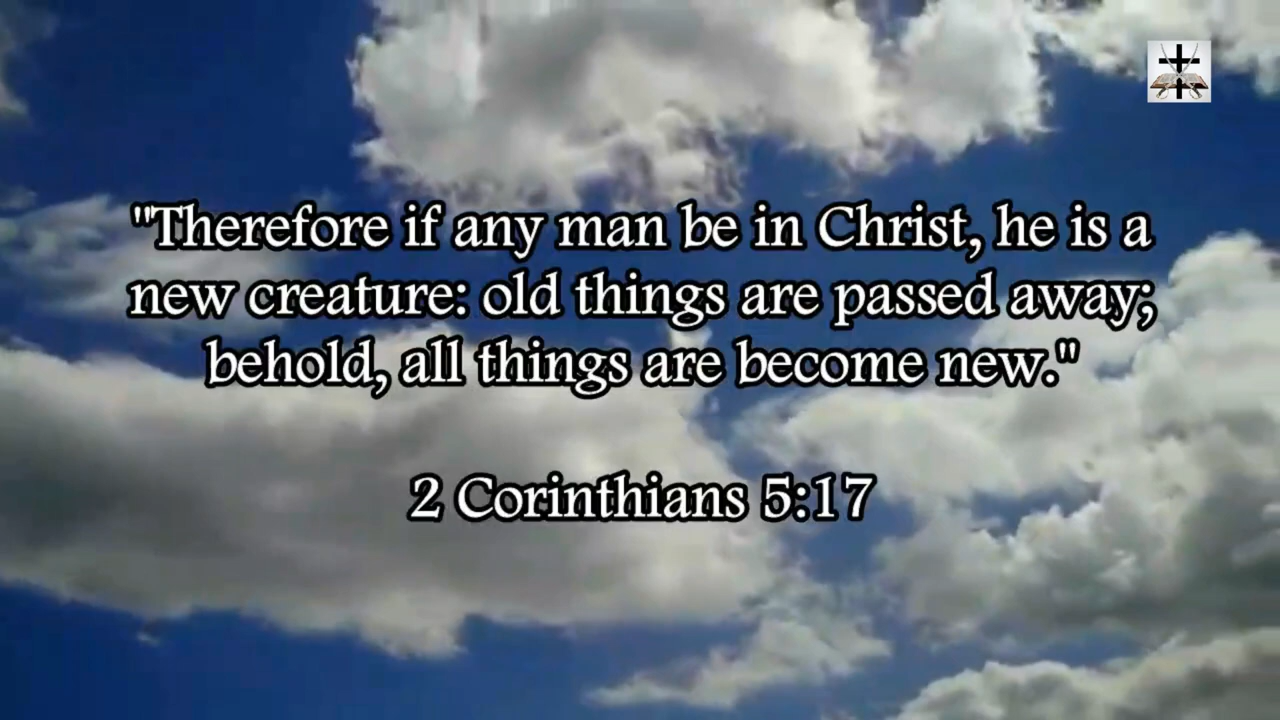 "Therefore if any man be in Christ, he is a
new creature: old things are passed away;
behold, all things are become new."
2 Corinthians 5:17